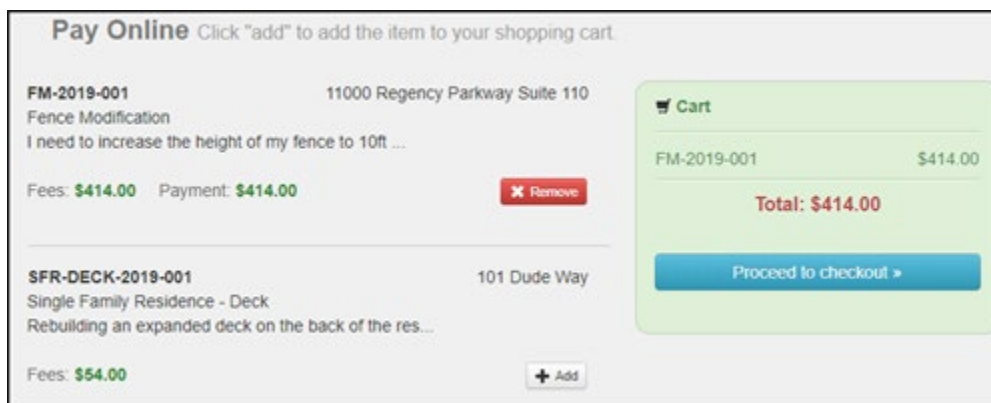 Pay Online Click "add" to add the item to your shopping cart.
FM-2019-001 11000 Regency Parkway Suite 110
Fence Modification
I need to increase the height of my fence to 10ft ...
Fees: $414.00 Payment: $414.00 Remove
SFR-DECK-2019-001 101 Dude Way
Single Family Residence - Deck
Rebuilding an expanded deck on the back of the res...
Fees: $54.00 Add
Cart
FM-2019-001 $414.00
Total: $414.00
Proceed to checkout »